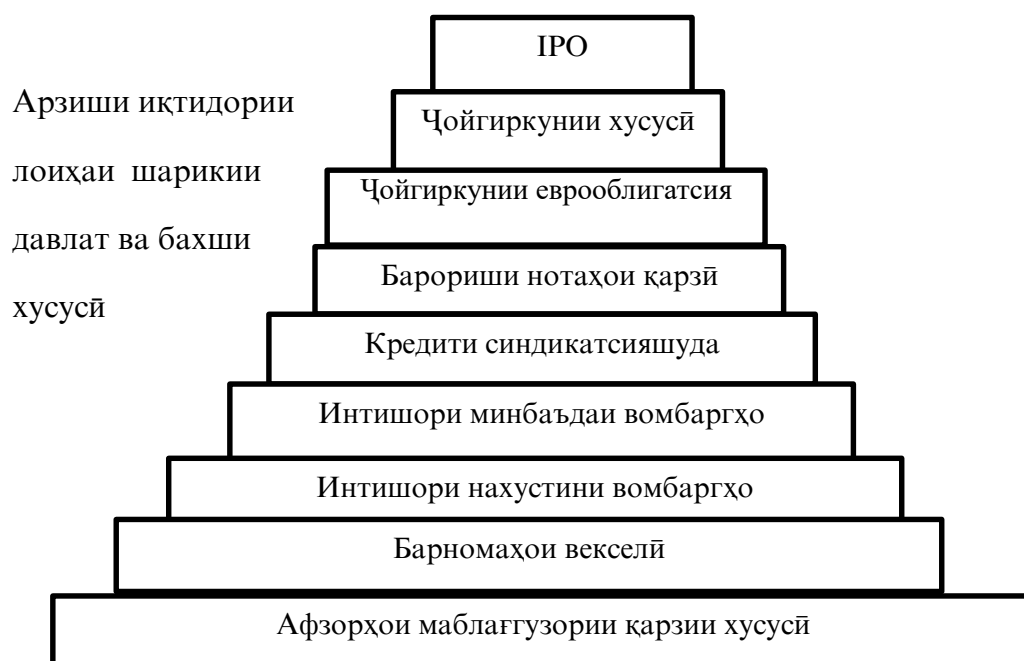 IPO
Арзиши иқтидории
лоиҳаи шарикии
давлат ва бахши
хусусӣ
Ҷойгиркунии хусусӣ
Ҷойгиркунии еврооблигатсия
Барориши нотаҳои қарзӣ
Кредити синдикатсияшуда
Интишори минбаъдаи вомбаргҳо
Интишори нахустини вомбаргҳо
Барномаҳои векселӣ
Афзорҳои маблағгузории қарзии хусусӣ